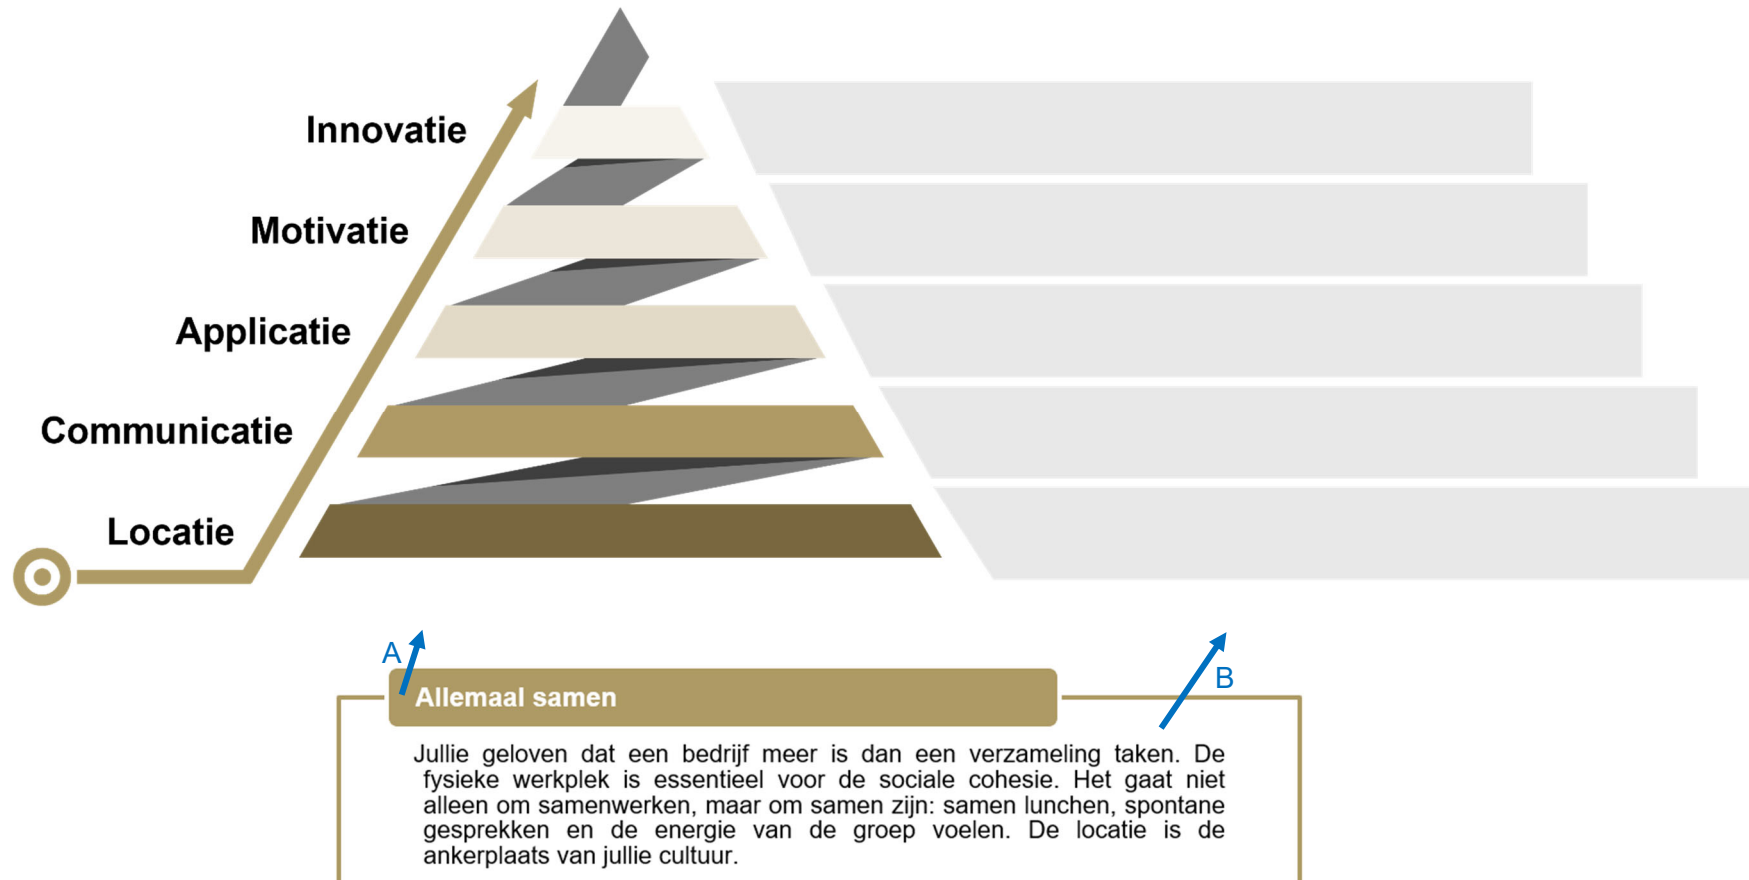 Innovatie
Motivatie
Applicatie
Communicatie
Locatie
A
B
Allemaal samen
Jullie geloven dat een bedrijf meer is dan een verzameling taken. De
fysieke werkplek is essentieel voor de sociale cohesie. Het gaat niet
alleen om samenwerken, maar om samen zijn: samen lunchen, spontane
gesprekken en de energie van de groep voelen. De locatie is de
ankerplaats van jullie cultuur.